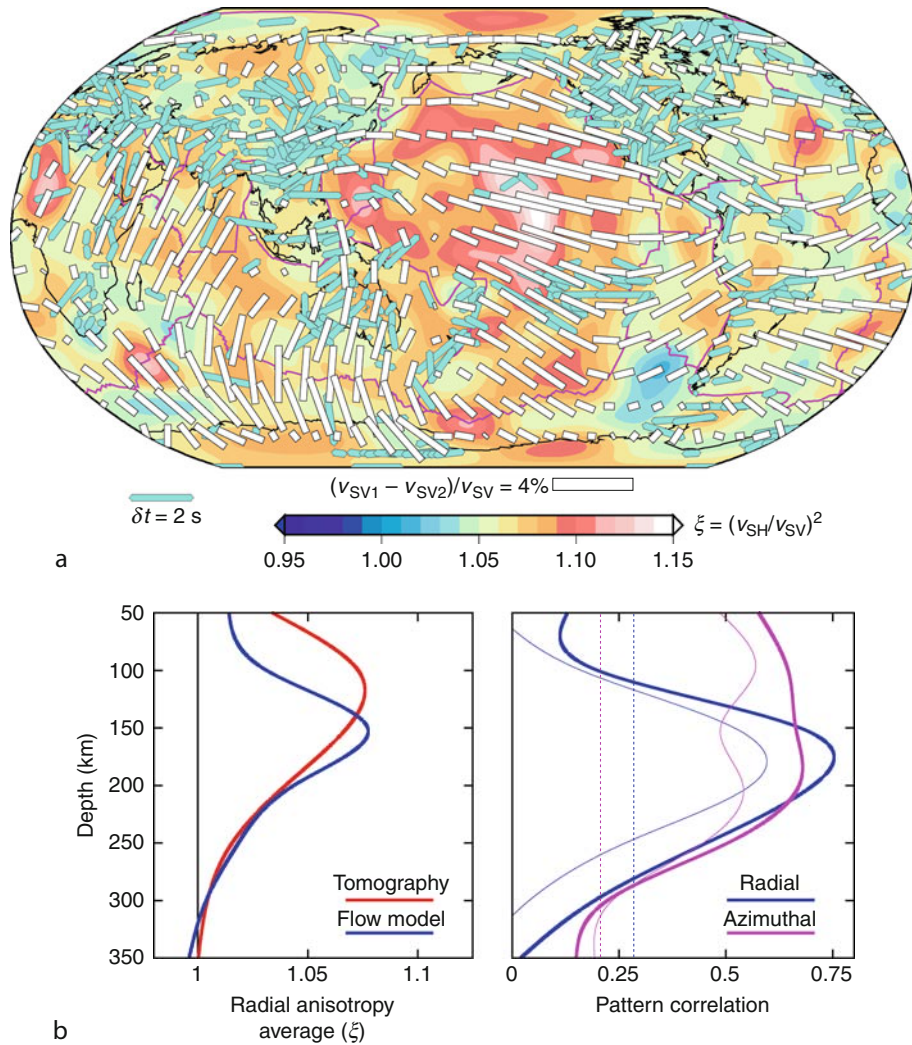 (vSV1 – vSV2)/vSV = 4%
δt = 2 s
ξ = (vSH/vSV)²
0.95 1.00 1.05 1.10 1.15
a
50
100
150
200
250
300
350
Depth (km)
Tomography
Flow model
1 1.05 1.1
Radial anisotropy
average (ξ)
Radial
Azimuthal
0 0.25 0.5 0.75
Pattern correlation
b